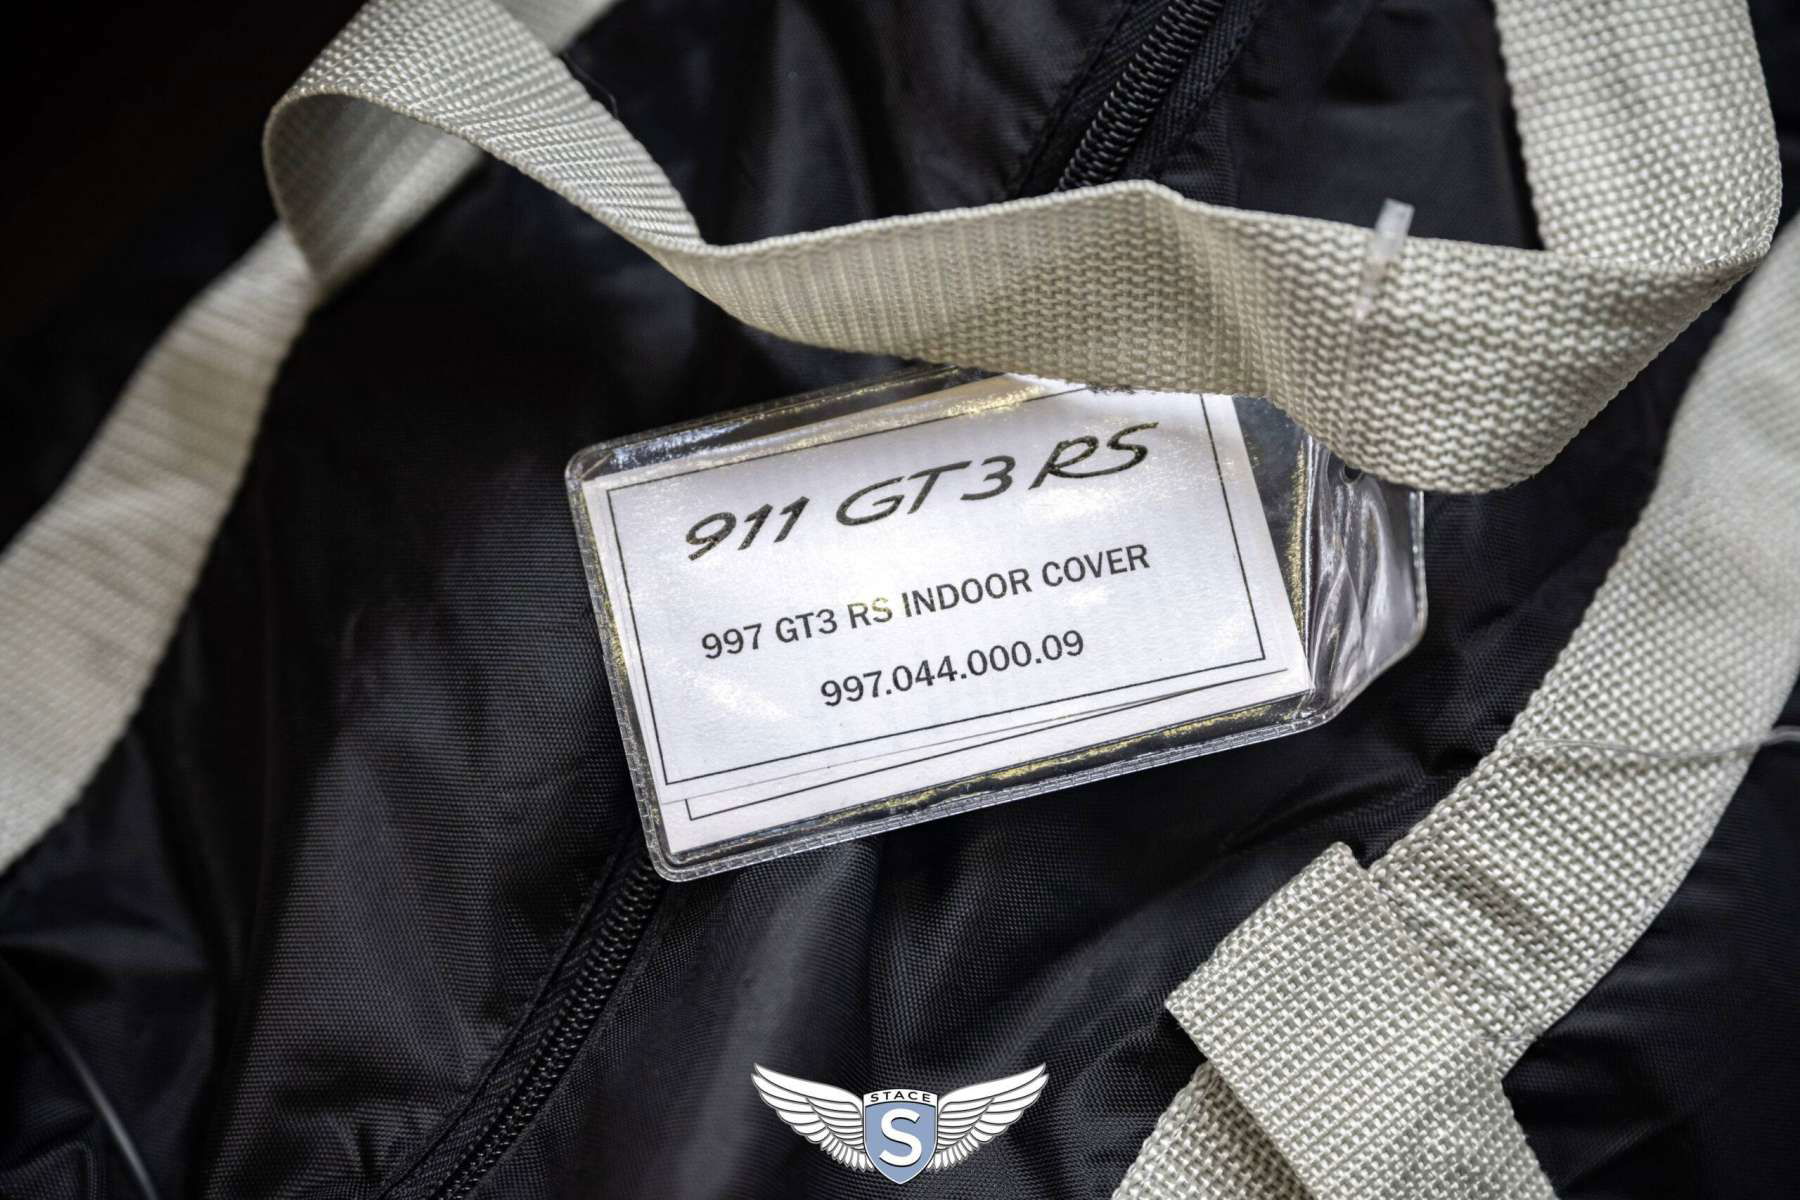 911 GT3 RS
997 GT3 RS INDOOR COVER
997.044.000.09
STACE
S